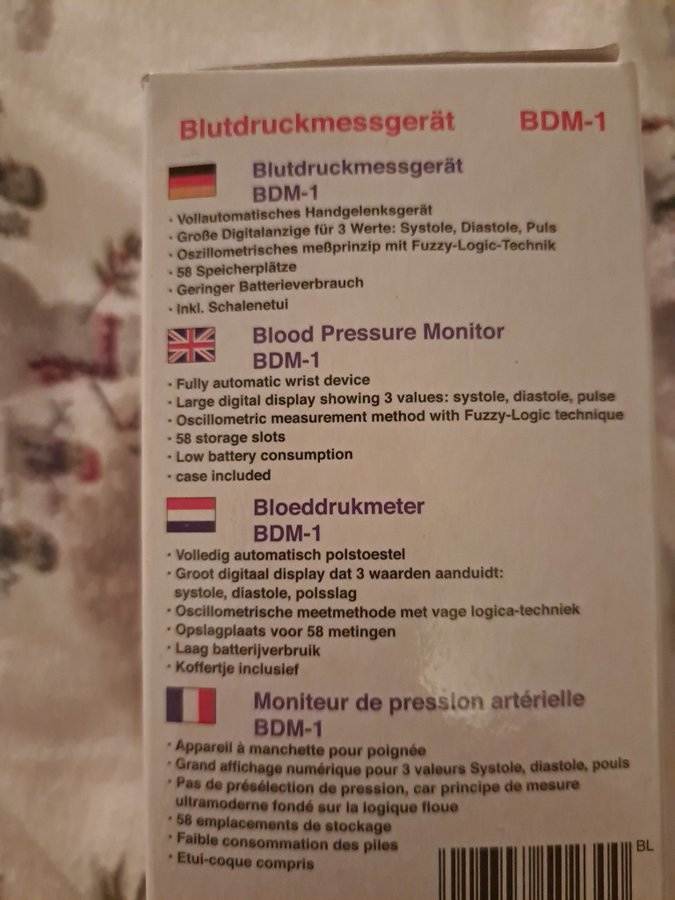 Blutdruckmessgerät BDM-1
Blutdruckmessgerät
BDM-1
· Vollautomatisches Handgelenksgerät
· Große Digitalanzige für 3 Werte: Systole, Diastole, Puls
· Oszillometrisches meßprinzip mit Fuzzy-Logic-Technik
· 58 Speicherplätze
· Geringer Batterieverbrauch
· Inkl. Schalenetui
Blood Pressure Monitor
BDM-1
· Fully automatic wrist device
· Large digital display showing 3 values: systole, diastole, pulse
· Oscillometric measurement method with Fuzzy-Logic technique
· 58 storage slots
· Low battery consumption
· case included
Bloeddrukmeter
BDM-1
· Volledig automatisch polstoestel
· Groot digitaal display dat 3 waarden aanduidt:
systole, diastole, polsslag
· Oscillometrische meetmethode met vage logica-techniek
· Opslagplaats voor 58 metingen
· Laag batterijverbruik
· Koffertje inclusief
Moniteur de pression artérielle
BDM-1
· Appareil à manchette pour poignée
· Grand affichage numérique pour 3 valeurs Systole, diastole, pouls
· Pas de présélection de pression, car principe de mesure
ultramoderne fondé sur la logique floue
· 58 emplacements de stockage
· Faible consommation des piles
· Etui-coque compris
BL